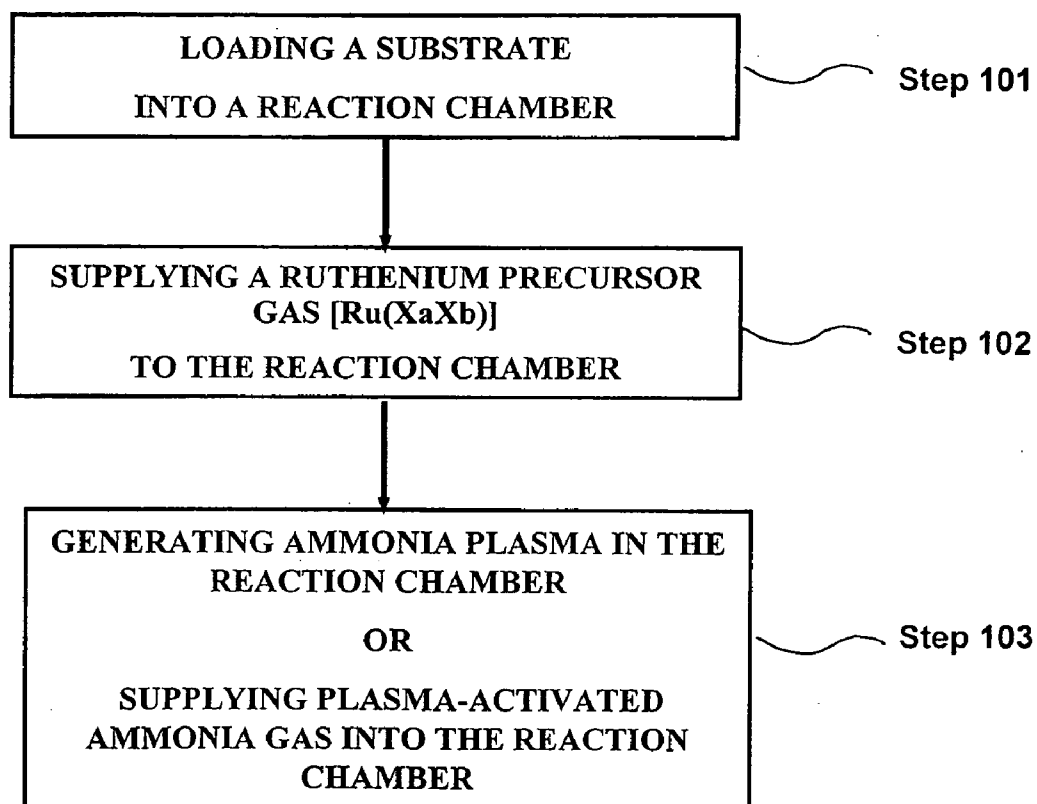 LOADING A SUBSTRATE
INTO A REACTION CHAMBER
Step 101
SUPPLYING A RUTHENIUM PRECURSOR
GAS [Ru(XaXb)]
TO THE REACTION CHAMBER
Step 102
GENERATING AMMONIA PLASMA IN THE
REACTION CHAMBER
OR
SUPPLYING PLASMA-ACTIVATED
AMMONIA GAS INTO THE REACTION
CHAMBER
Step 103